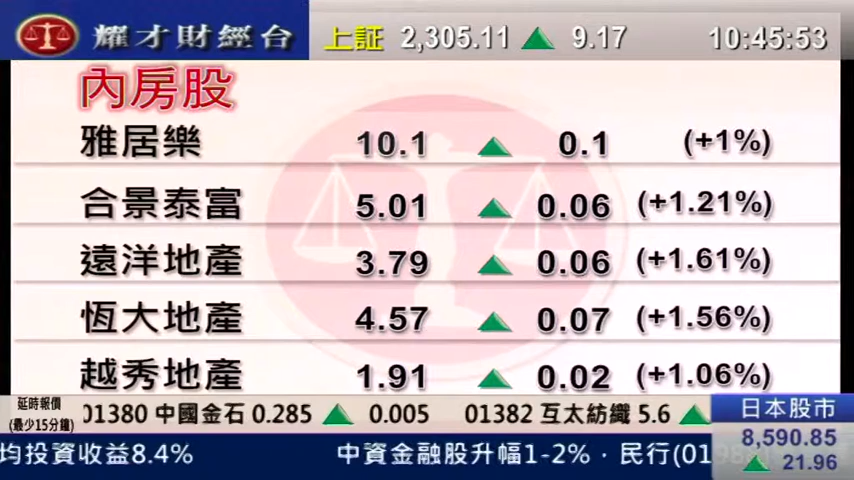 耀才財經台 上証 2,305.11 9.17 10:45:53
內房股
雅居樂 10.1 0.1 (+1%)
合景泰富 5.01 0.06 (+1.21%)
遠洋地產 3.79 0.06 (+1.61%)
恆大地產 4.57 0.07 (+1.56%)
越秀地產 1.91 0.02 (+1.06%)
延時報價
(最少15分鐘)
01380 中國金石 0.285 0.005 01382 互太紡織 5.6
日本股市
8,590.85
21.96
均投資收益8.4% 中資金融股升幅1-2%，民行(019